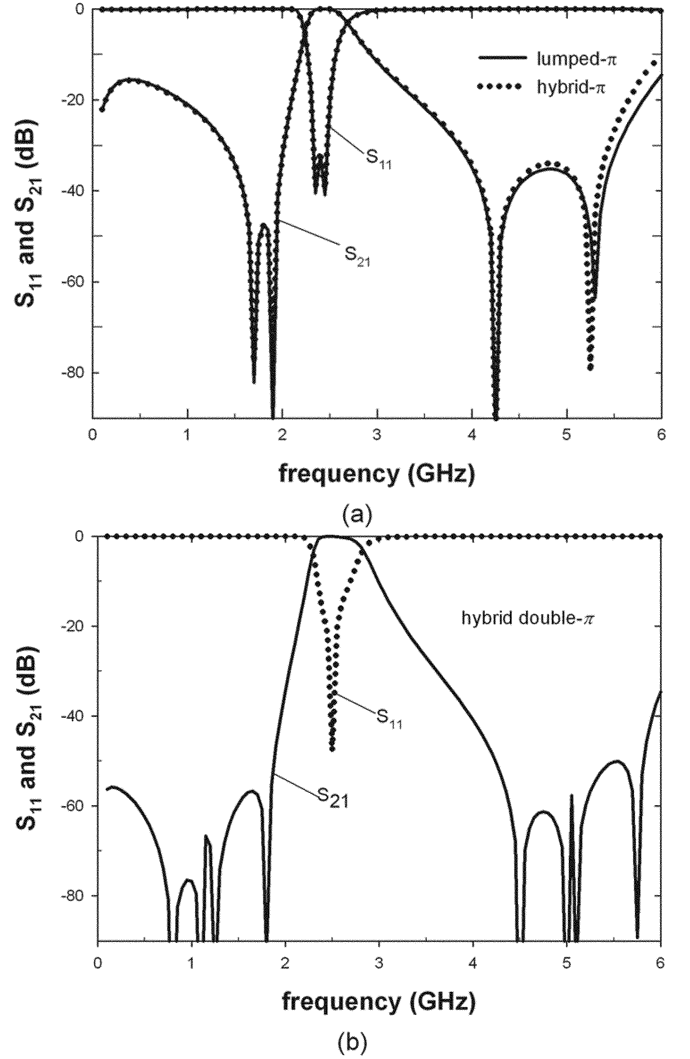 0
-20
-40
-60
-80
S11 and S21 (dB)
lumped-π
hybrid-π
S11
S21
0 1 2 3 4 5 6
frequency (GHz)
(a)
0
-20
-40
-60
-80
S11 and S21 (dB)
hybrid double-π
S11
S21
0 1 2 3 4 5 6
frequency (GHz)
(b)